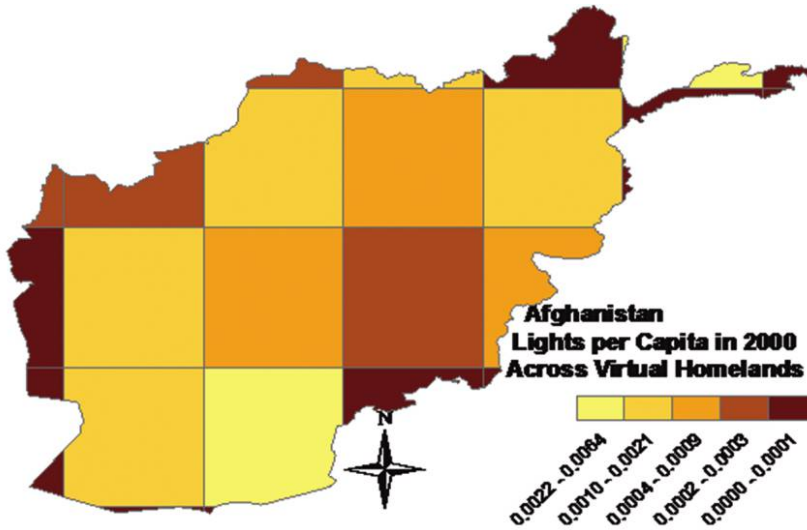 Afghanistan
Lights per Capita in 2000
Across Virtual Homelands
N
0.0022 - 0.0064
0.0010 - 0.0021
0.0004 - 0.0009
0.0002 - 0.0003
0.0000 - 0.0001